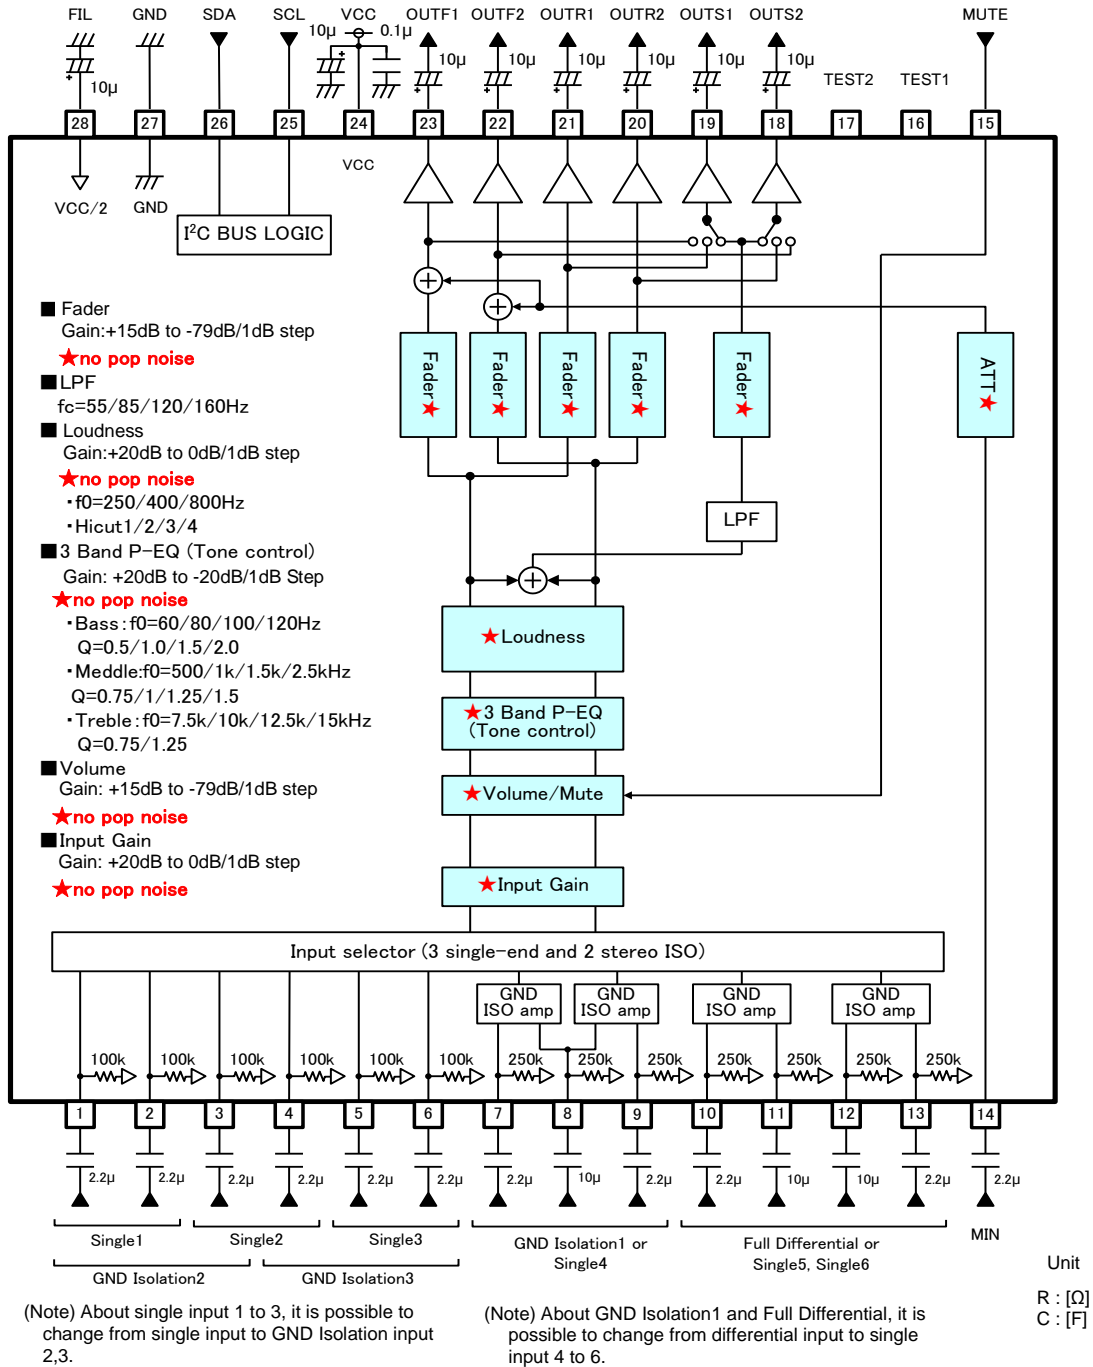 FIL GND SDA SCL VCC OUTF1 OUTF2 OUTR1 OUTR2 OUTS1 OUTS2 MUTE
10μ 0.1μ
10μ 10μ 10μ 10μ 10μ 10μ 10μ
TEST2 TEST1
28 27 26 25 24 23 22 21 20 19 18 17 16 15
VCC
VCC/2 GND
I²C BUS LOGIC
■ Fader
Gain:+15dB to -79dB/1dB step
★no pop noise
■ LPF
fc=55/85/120/160Hz
■ Loudness
Gain:+20dB to 0dB/1dB step
★no pop noise
・f0=250/400/800Hz
・Hicut1/2/3/4
■ 3 Band P-EQ (Tone control)
Gain: +20dB to -20dB/1dB Step
★no pop noise
・Bass:f0=60/80/100/120Hz
Q=0.5/1.0/1.5/2.0
・Meddle:f0=500/1k/1.5k/2.5kHz
Q=0.75/1/1.25/1.5
・Treble:f0=7.5k/10k/12.5k/15kHz
Q=0.75/1.25
■ Volume
Gain: +15dB to -79dB/1dB step
★no pop noise
■ Input Gain
Gain: +20dB to 0dB/1dB step
★no pop noise
Fader★ Fader★ Fader★ Fader★ Fader★ ATT★
LPF
★Loudness
★3 Band P-EQ
(Tone control)
★Volume/Mute
★Input Gain
Input selector (3 single-end and 2 stereo ISO)
GND
ISO amp
GND
ISO amp
GND
ISO amp
GND
ISO amp
100k 100k 100k 100k 100k 100k 250k 250k 250k 250k 250k 250k 250k
1 2 3 4 5 6 7 8 9 10 11 12 13 14
2.2μ 2.2μ 2.2μ 2.2μ 2.2μ 2.2μ 2.2μ 10μ 2.2μ 2.2μ 10μ 10μ 2.2μ 2.2μ
Single1 Single2 Single3
GND Isolation2 GND Isolation3
GND Isolation1 or
Single4
Full Differential or
Single5, Single6
MIN
Unit
R : [Ω]
C : [F]
(Note) About single input 1 to 3, it is possible to
change from single input to GND Isolation input
2,3.
(Note) About GND Isolation1 and Full Differential, it is
possible to change from differential input to single
input 4 to 6.